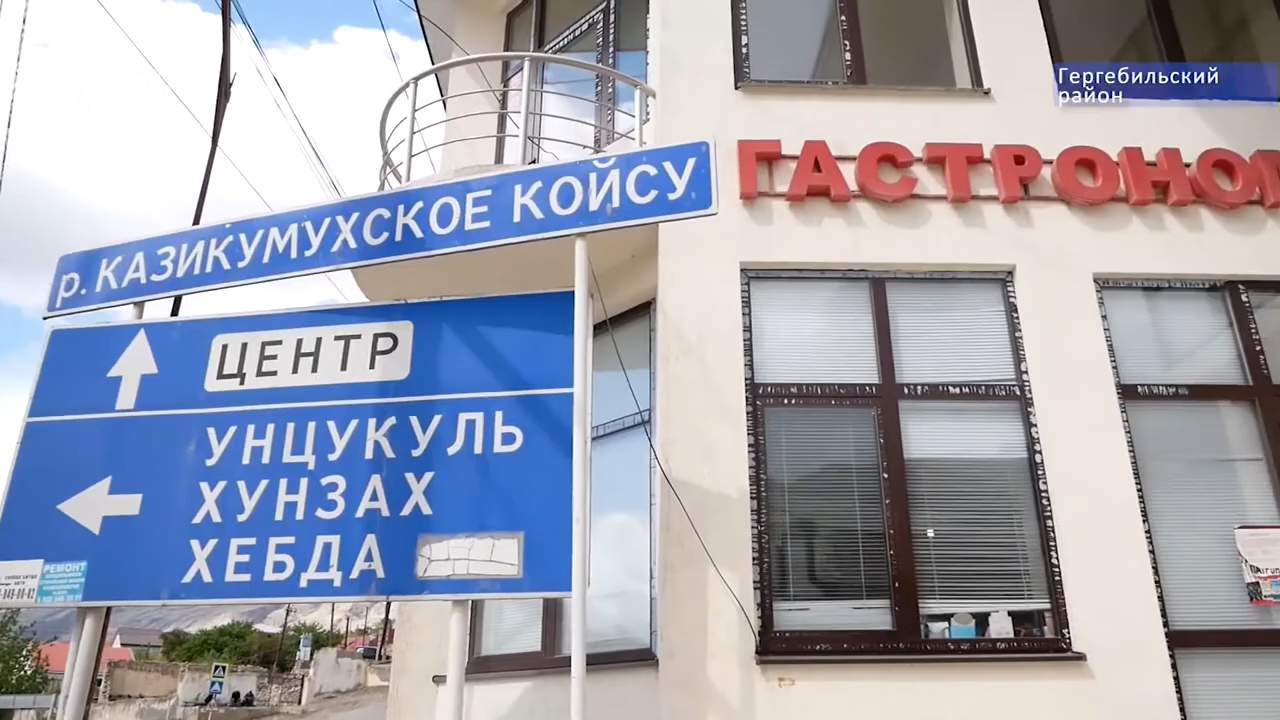 Гергебильский
район
ГАСТРОНОМ
р. КАЗИКУМУХСКОЕ КОЙСУ
ЦЕНТР
УНЦУКУЛЬ
ХУНЗАХ
ХЕБДА
РЕМОНТ